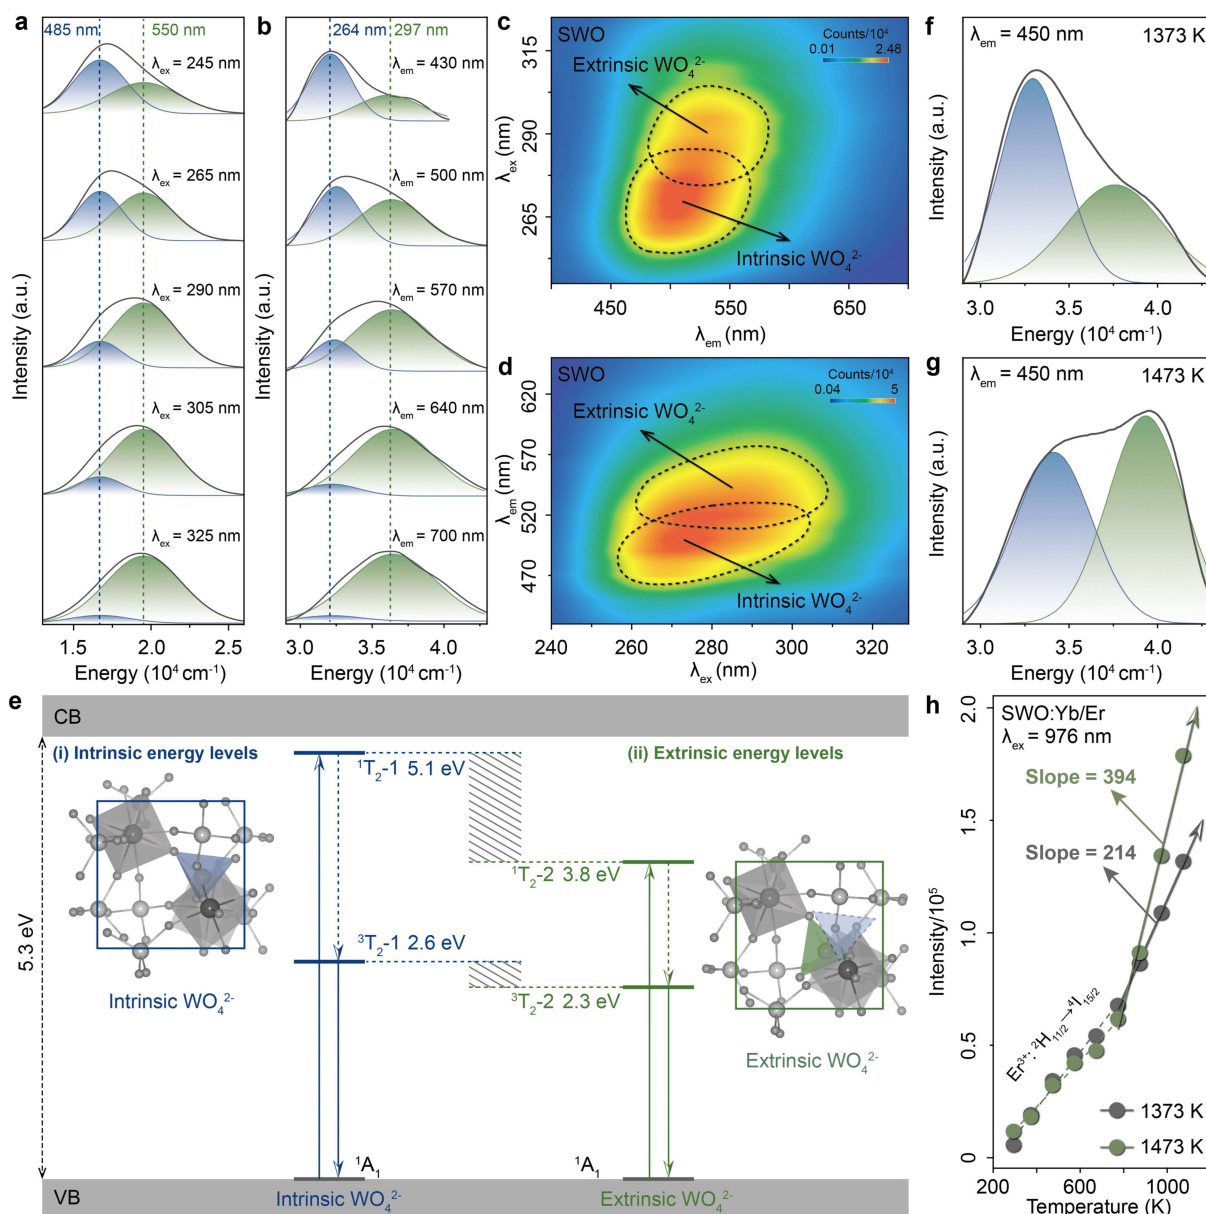 a
485 nm
550 nm
λex = 245 nm
λex = 265 nm
λex = 290 nm
λex = 305 nm
λex = 325 nm
Intensity (a.u.)
1.5
2.0
2.5
Energy (10⁴ cm⁻¹)
b
264 nm
297 nm
λem = 430 nm
λem = 500 nm
λem = 570 nm
λem = 640 nm
λem = 700 nm
Intensity (a.u.)
3.0
3.5
4.0
Energy (10⁴ cm⁻¹)
c
SWO
Counts/10⁴
0.01
2.48
Extrinsic WO₄²⁻
Intrinsic WO₄²⁻
315
290
265
λex (nm)
450
550
650
λem (nm)
d
SWO
Counts/10⁴
0.04
5
Extrinsic WO₄²⁻
Intrinsic WO₄²⁻
620
570
520
470
λem (nm)
240
260
280
300
320
λex (nm)
f
λem = 450 nm
1373 K
Intensity (a.u.)
3.0
3.5
4.0
Energy (10⁴ cm⁻¹)
g
λem = 450 nm
1473 K
Intensity (a.u.)
3.0
3.5
4.0
Energy (10⁴ cm⁻¹)
e
CB
(i) Intrinsic energy levels
(ii) Extrinsic energy levels
¹T₂-1 5.1 eV
¹T₂-2 3.8 eV
³T₂-1 2.6 eV
³T₂-2 2.3 eV
5.3 eV
Intrinsic WO₄²⁻
Extrinsic WO₄²⁻
¹A₁
¹A₁
VB
Intrinsic WO₄²⁻
Extrinsic WO₄²⁻
h
SWO:Yb/Er
λex = 976 nm
Slope = 394
Slope = 214
Er³⁺: ²H₁₁/₂→⁴I₁₅/₂
1373 K
1473 K
2.0
1.5
1.0
0.5
0
Intensity/10⁵
200
600
1000
Temperature (K)